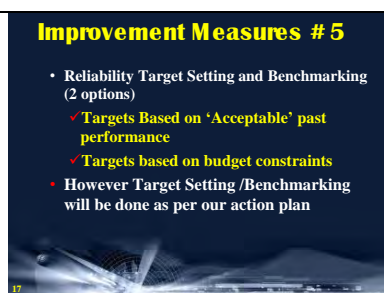 Improvement Measures # 5
• Reliability Target Setting and Benchmarking
(2 options)
✓Targets Based on ‘Acceptable’ past
performance
✓Targets based on budget constraints
• However Target Setting /Benchmarking
will be done as per our action plan
17